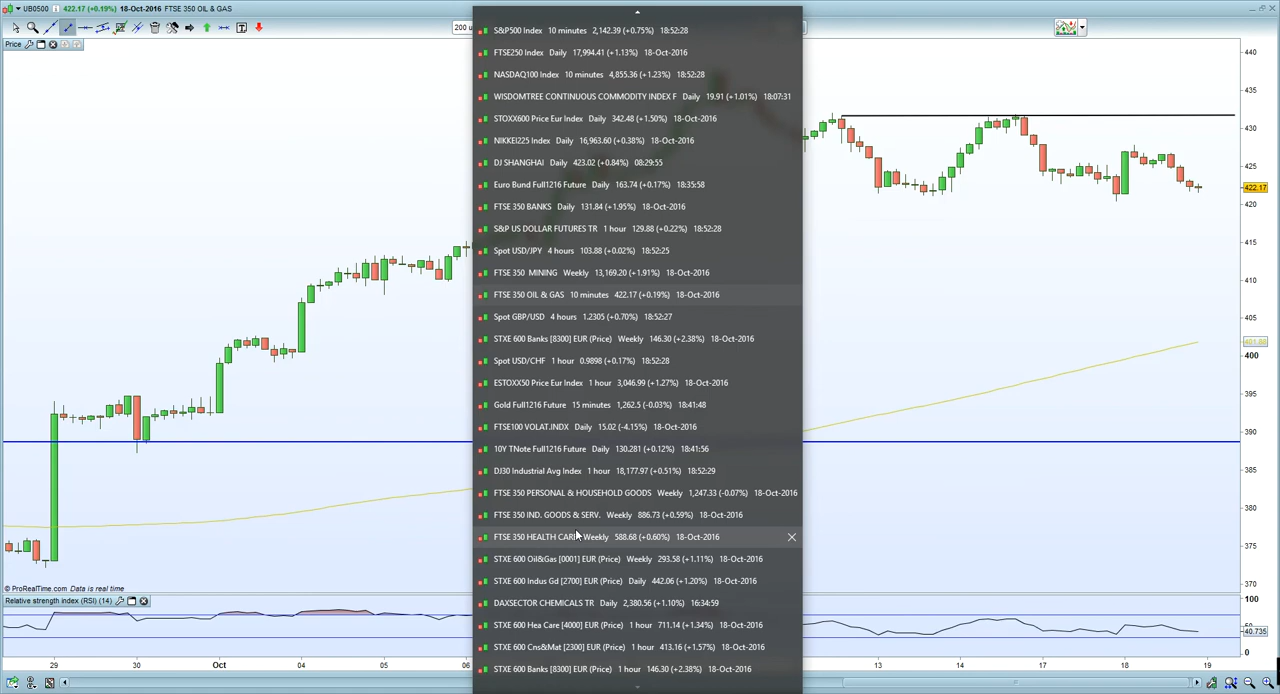 UB0500 422.17 (+0.19%) 18-Oct-2016 FTSE 350 OIL & GAS
200 u
Price
S&P500 Index 10 minutes 2,142.39 (+0.75%) 18:52:28
FTSE250 Index Daily 17,994.41 (+1.13%) 18-Oct-2016
NASDAQ100 Index 10 minutes 4,855.36 (+1.23%) 18:52:28
WISDOMTREE CONTINUOUS COMMODITY INDEX F Daily 19.91 (+1.01%) 18:07:31
STOXX600 Price Eur Index Daily 342.48 (+1.50%) 18-Oct-2016
NIKKEI225 Index Daily 16,963.60 (+0.38%) 18-Oct-2016
DJ SHANGHAI Daily 423.02 (+0.84%) 08:29:55
Euro Bund Full1216 Future Daily 163.74 (+0.17%) 18:35:58
FTSE 350 BANKS Daily 131.84 (+1.95%) 18-Oct-2016
S&P US DOLLAR FUTURES TR 1 hour 129.88 (+0.22%) 18:52:28
Spot USD/JPY 4 hours 103.88 (+0.02%) 18:52:25
FTSE 350 MINING Weekly 13,169.20 (+1.91%) 18-Oct-2016
FTSE 350 OIL & GAS 10 minutes 422.17 (+0.19%) 18-Oct-2016
Spot GBP/USD 4 hours 1.2305 (+0.70%) 18:52:27
STXE 600 Banks [8300] EUR (Price) Weekly 146.30 (+2.38%) 18-Oct-2016
Spot USD/CHF 1 hour 0.9898 (+0.17%) 18:52:28
ESTOXX50 Price Eur Index 1 hour 3,046.99 (+1.27%) 18-Oct-2016
Gold Full1216 Future 15 minutes 1,262.5 (-0.03%) 18:41:48
FTSE100 VOLAT.INDX Daily 15.02 (-4.15%) 18-Oct-2016
10Y TNote Full1216 Future Daily 130.281 (+0.12%) 18:41:56
DJ30 Industrial Avg Index 1 hour 18,177.97 (+0.51%) 18:52:29
FTSE 350 PERSONAL & HOUSEHOLD GOODS Weekly 1,247.33 (-0.07%) 18-Oct-2016
FTSE 350 IND. GOODS & SERV. Weekly 886.73 (+0.59%) 18-Oct-2016
FTSE 350 HEALTH CARE Weekly 588.68 (+0.60%) 18-Oct-2016
STXE 600 Oil&Gas [0001] EUR (Price) Weekly 293.58 (+1.11%) 18-Oct-2016
STXE 600 Indus Gd [2700] EUR (Price) Daily 442.06 (+1.20%) 18-Oct-2016
DAXSECTOR CHEMICALS TR Daily 2,380.56 (+1.10%) 16:34:59
STXE 600 Hea Care [4000] EUR (Price) 1 hour 711.14 (+1.34%) 18-Oct-2016
STXE 600 Cns&Mat [2300] EUR (Price) 1 hour 413.16 (+1.57%) 18-Oct-2016
STXE 600 Banks [8300] EUR (Price) 1 hour 146.30 (+2.38%) 18-Oct-2016
440
435
430
425
422.17
420
415
410
405
401.88
400
395
390
385
380
375
370
© ProRealTime.com Data is real time
Relative strength index (RSI) (14)
100
50
40.735
0
29 30 Oct 04 05 06 13 14 17 18 19